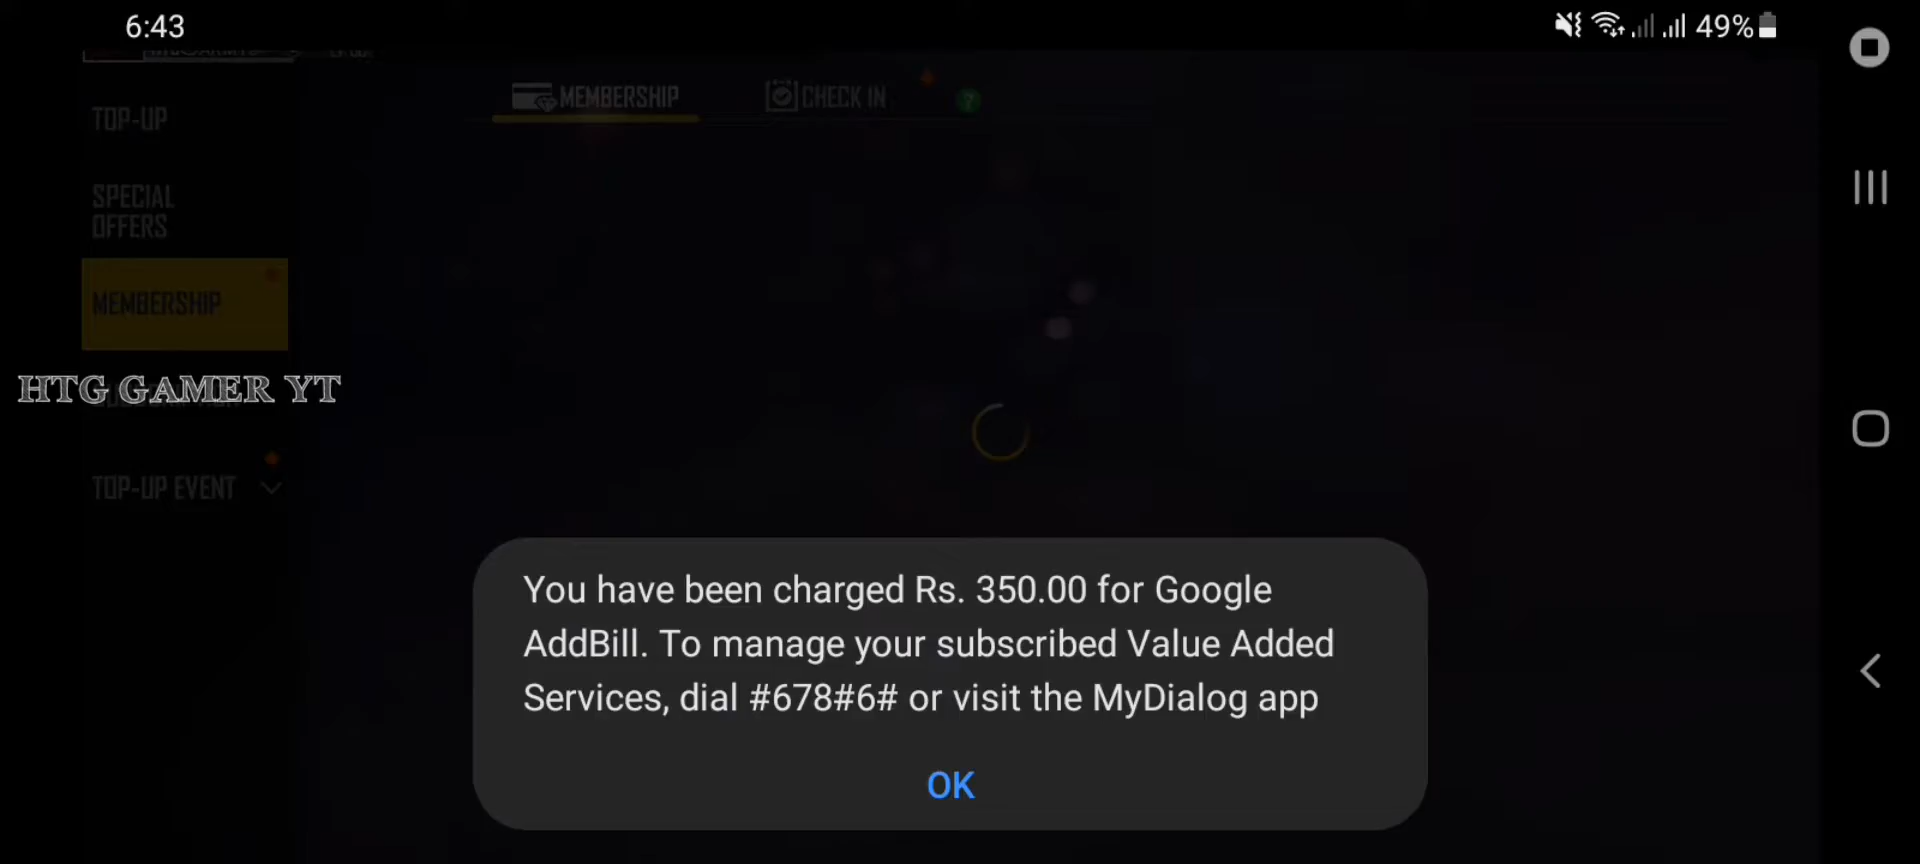 6:43
49%
MEMBERSHIP
CHECK IN
?
TOP-UP
SPECIAL
OFFERS
MEMBERSHIP
HTG GAMER YT
TOP-UP EVENT
You have been charged Rs. 350.00 for Google
AddBill. To manage your subscribed Value Added
Services, dial #678#6# or visit the MyDialog app
OK